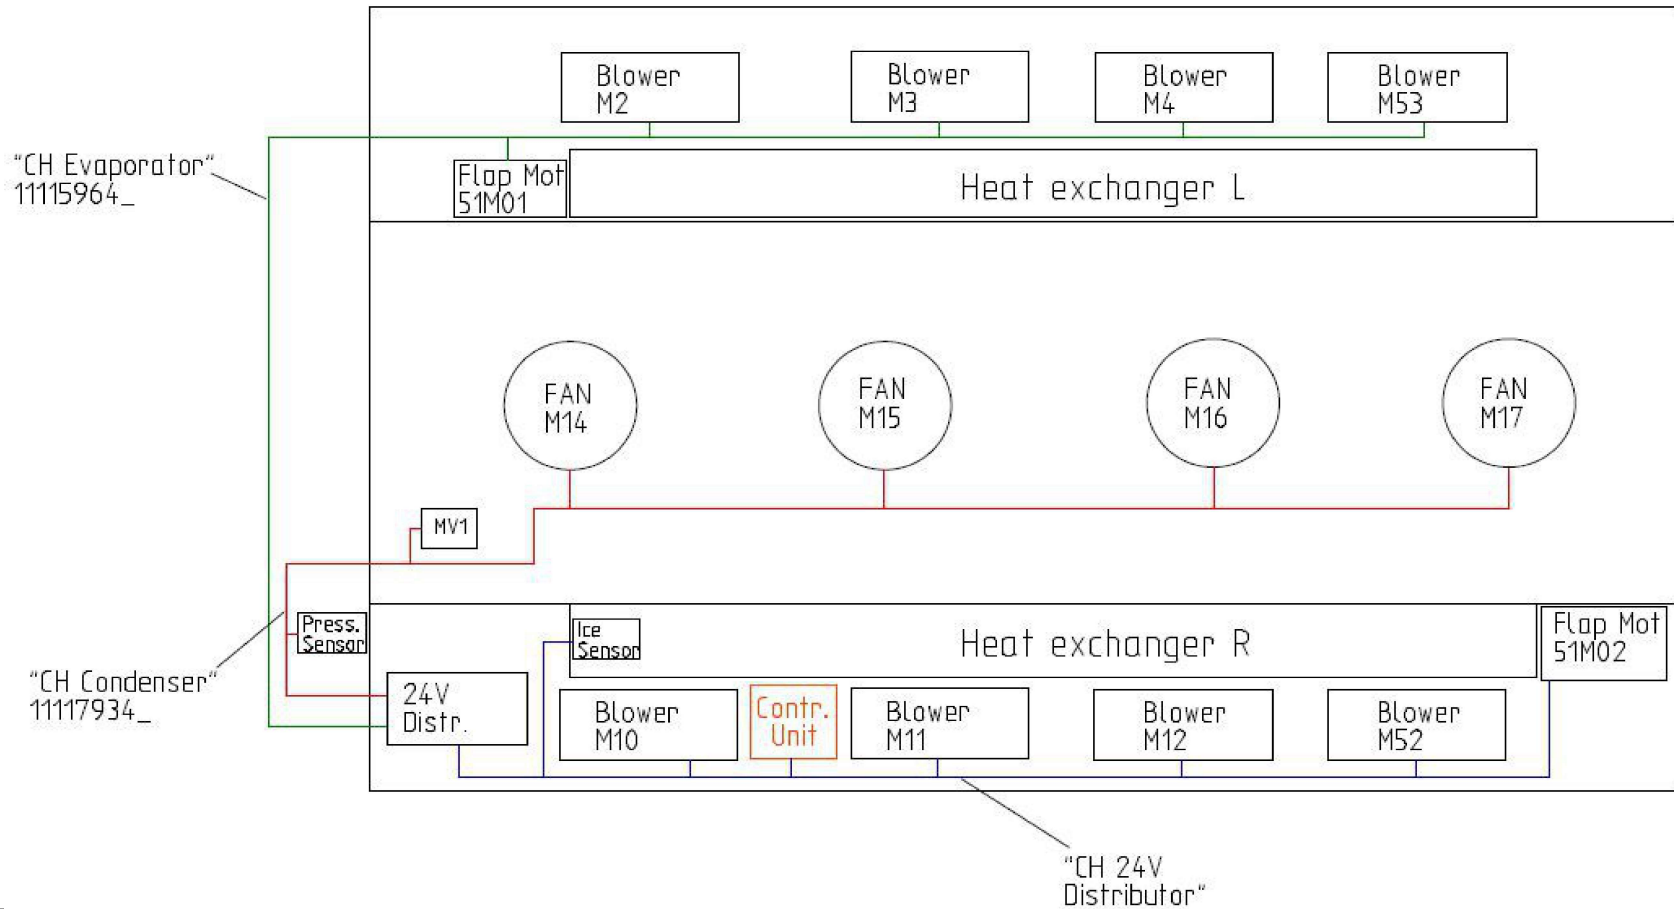 Blower
M2
Blower
M3
Blower
M4
Blower
M53
"CH Evaporator"
11115964_
Flap Mot
51M01
Heat exchanger L
FAN
M14
FAN
M15
FAN
M16
FAN
M17
MV1
Press.
Sensor
Ice
Sensor
Heat exchanger R
Flap Mot
51M02
"CH Condenser"
11117934_
24V
Distr.
Blower
M10
Contr.
Unit
Blower
M11
Blower
M12
Blower
M52
"CH 24V
Distributor"